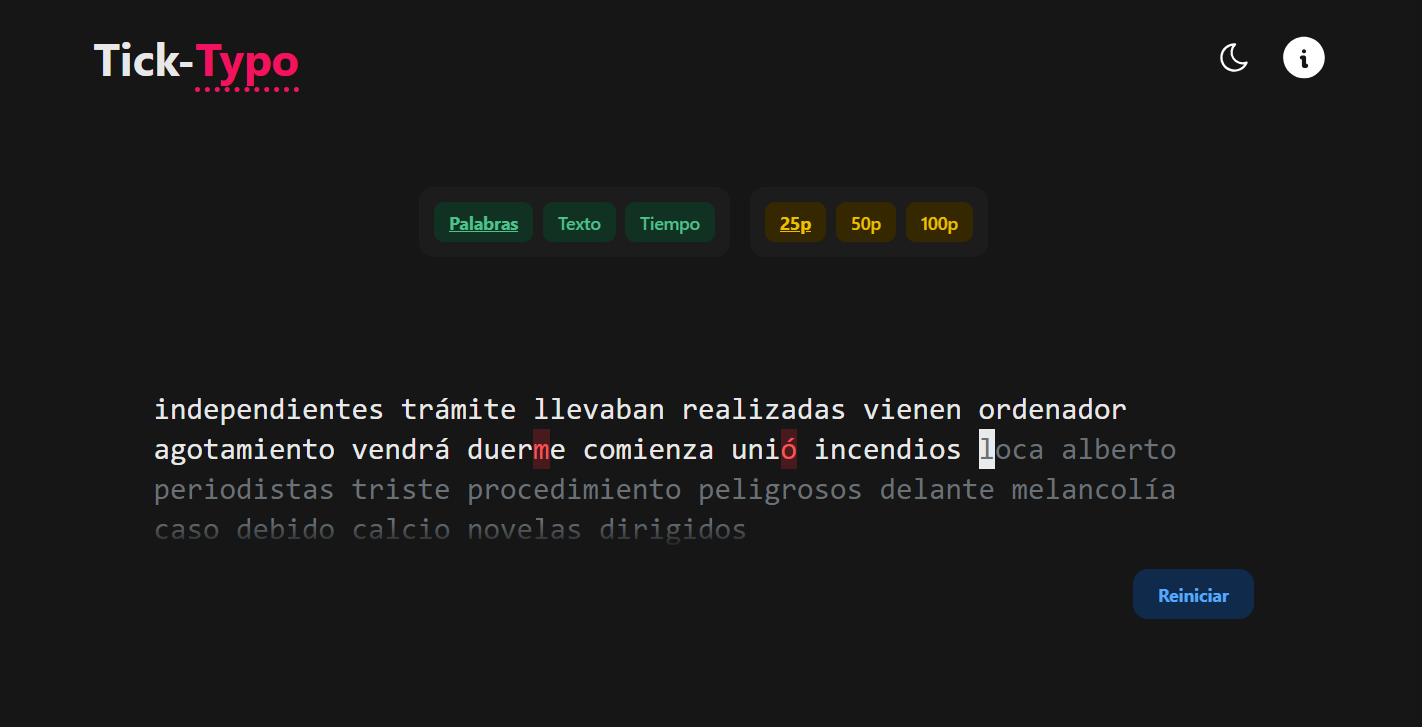 Tick-Typo
Palabras Texto Tiempo 25p 50p 100p
independientes trámite llevaban realizadas vienen ordenador
agotamiento vendrá duerme comienza unió incendios loca alberto
periodistas triste procedimiento peligrosos delante melancolía
caso debido calcio novelas dirigidos
Reiniciar